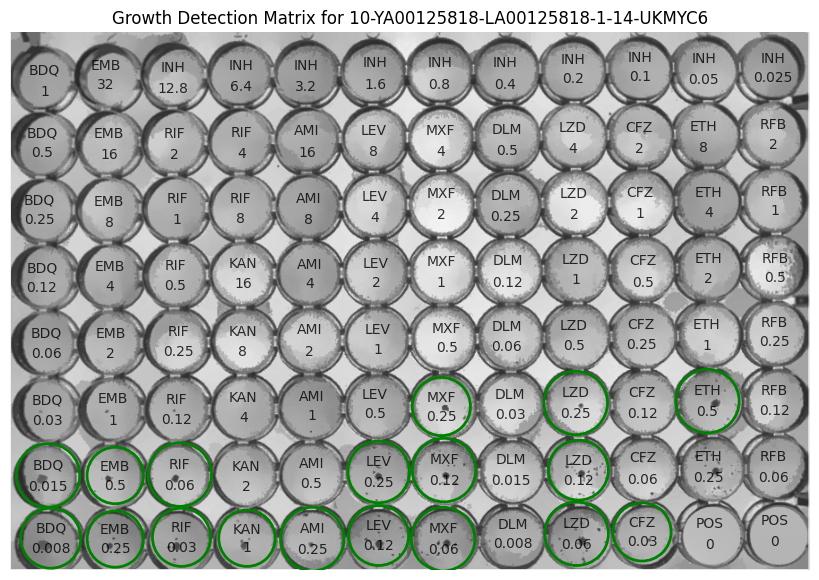 Growth Detection Matrix for 10-YA00125818-LA00125818-1-14-UKMYC6
BDQ EMB INH INH INH INH INH INH INH INH INH INH
1 32 12.8 6.4 3.2 1.6 0.8 0.4 0.2 0.1 0.05 0.025
BDQ EMB RIF RIF AMI LEV MXF DLM LZD CFZ ETH RFB
0.5 16 2 4 16 8 4 0.5 4 2 8 2
BDQ EMB RIF RIF AMI LEV MXF DLM LZD CFZ ETH RFB
0.25 8 1 8 8 4 2 0.25 2 1 4 1
BDQ EMB RIF KAN AMI LEV MXF DLM LZD CFZ ETH RFB
0.12 4 0.5 16 4 2 1 0.12 1 0.5 2 0.5
BDQ EMB RIF KAN AMI LEV MXF DLM LZD CFZ ETH RFB
0.06 2 0.25 8 2 1 0.5 0.06 0.5 0.25 1 0.25
BDQ EMB RIF KAN AMI LEV MXF DLM LZD CFZ ETH RFB
0.03 1 0.12 4 1 0.5 0.25 0.03 0.25 0.12 0.5 0.12
BDQ EMB RIF KAN AMI LEV MXF DLM LZD CFZ ETH RFB
0.015 0.5 0.06 2 0.5 0.25 0.12 0.015 0.12 0.06 0.25 0.06
BDQ EMB RIF KAN AMI LEV MXF DLM LZD CFZ POS POS
0.008 0.25 0.03 1 0.25 0.12 0.06 0.008 0.06 0.03 0 0